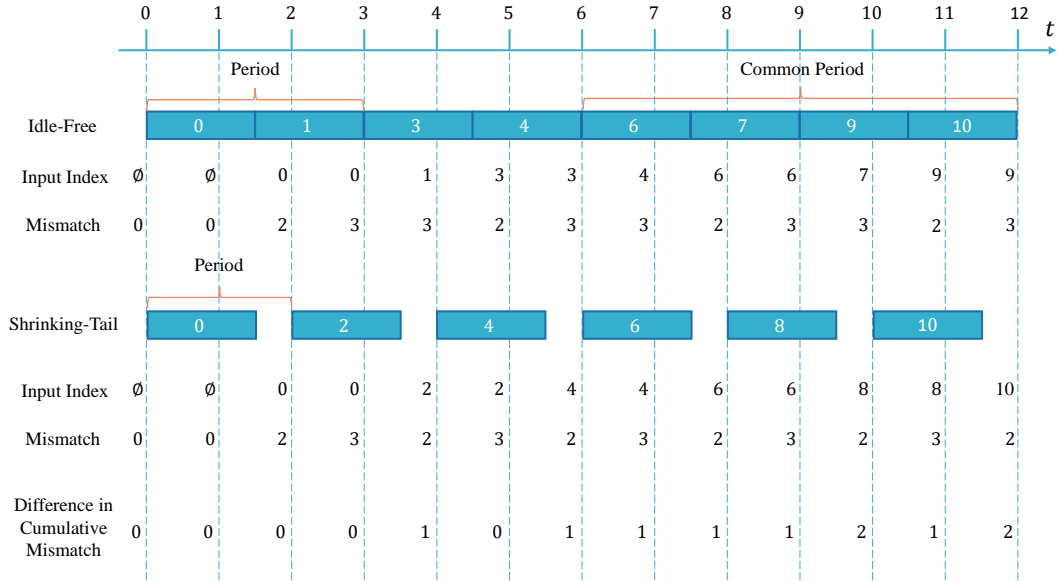 0 1 2 3 4 5 6 7 8 9 10 11 12
t
Period Common Period
Idle-Free 0 1 3 4 6 7 9 10
Input Index ∅ ∅ 0 0 1 3 3 4 6 6 7 9 9
Mismatch 0 0 2 3 3 2 3 3 2 3 3 2 3
Period
Shrinking-Tail 0 2 4 6 8 10
Input Index ∅ ∅ 0 0 2 2 4 4 6 6 8 8 10
Mismatch 0 0 2 3 2 3 2 3 2 3 2 3 2
Difference in
Cumulative 0 0 0 0 1 0 1 1 1 1 2 1 2
Mismatch